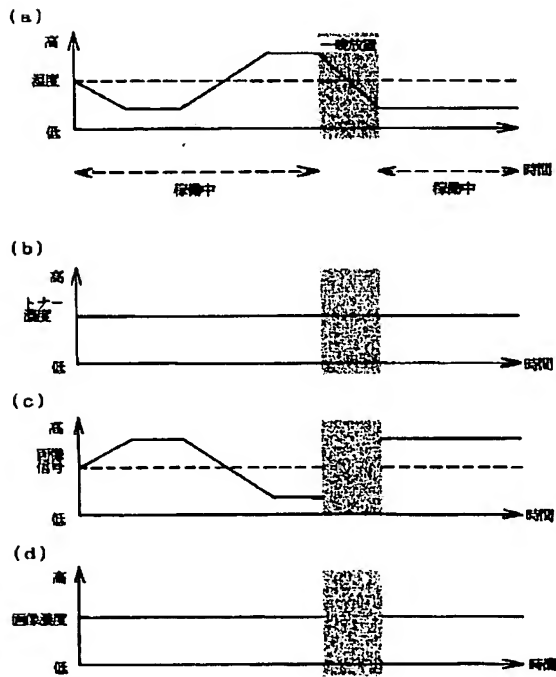 (a)
高
一晩放置
湿度
低
時間
稼働中
稼働中
(b)
高
トナー
濃度
低
時間
(c)
高
画像
信号
低
時間
(d)
高
画像濃度
低
時間